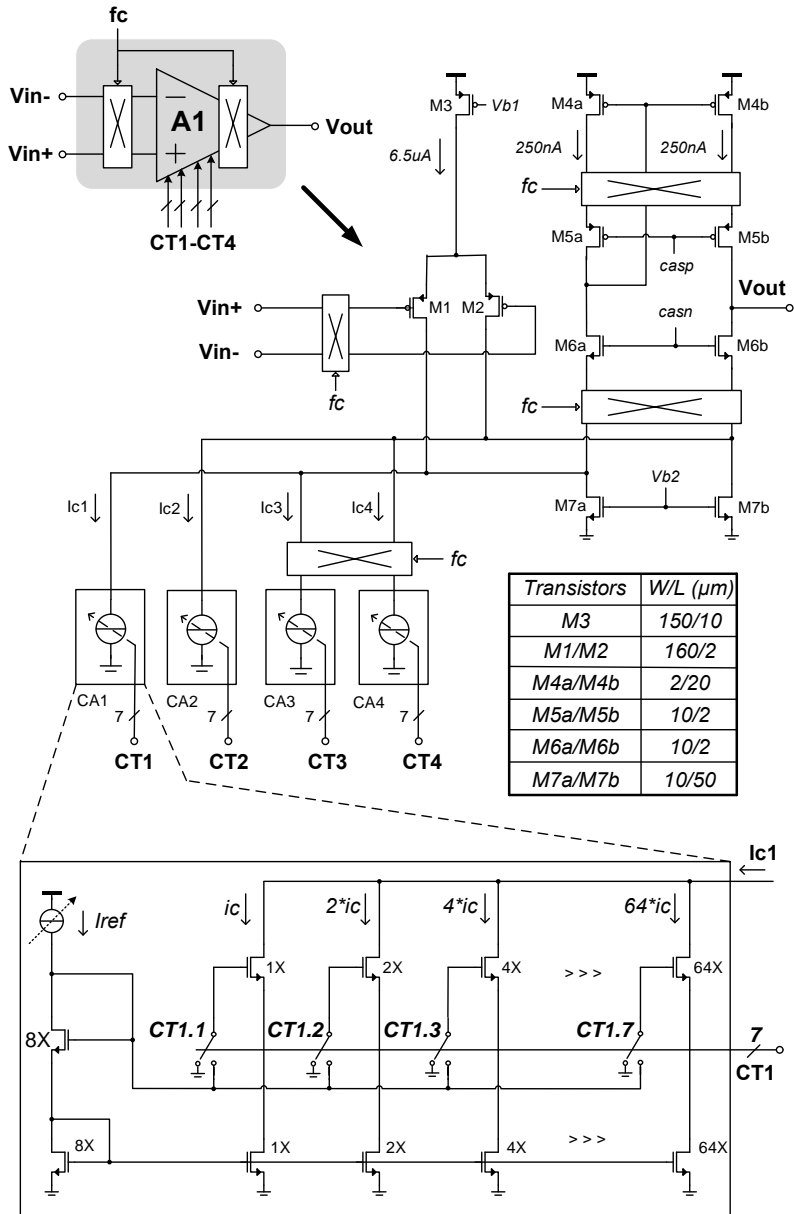 fc
Vin-
Vin+
A1
Vout
CT1-CT4
M3
Vb1
6.5uA
M4a
M4b
250nA
250nA
fc
M5a
M5b
casp
Vout
casn
M6a
M6b
fc
Vin+
Vin-
M1
M2
fc
Vb2
M7a
M7b
Ic1
Ic2
Ic3
Ic4
fc
CA1
CA2
CA3
CA4
7
7
7
7
CT1
CT2
CT3
CT4
Transistors W/L (µm)
M3 150/10
M1/M2 160/2
M4a/M4b 2/20
M5a/M5b 10/2
M6a/M6b 10/2
M7a/M7b 10/50
Ic1
Iref
ic
2*ic
4*ic
64*ic
1X
2X
4X
> > >
64X
8X
CT1.1
CT1.2
CT1.3
CT1.7
7
CT1
8X
1X
2X
4X
> > >
64X